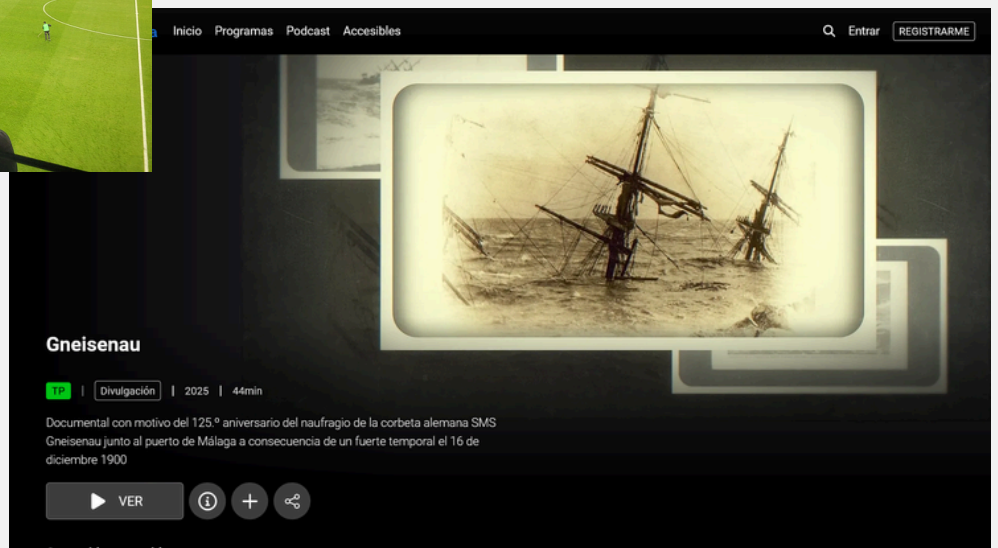 Inicio Programas Podcast Accesibles Entrar REGISTRARME
Gneisenau
TP | Divulgación | 2025 | 44min
Documental con motivo del 125.º aniversario del naufragio de la corbeta alemana SMS
Gneisenau junto al puerto de Málaga a consecuencia de un fuerte temporal el 16 de
diciembre 1900
VER